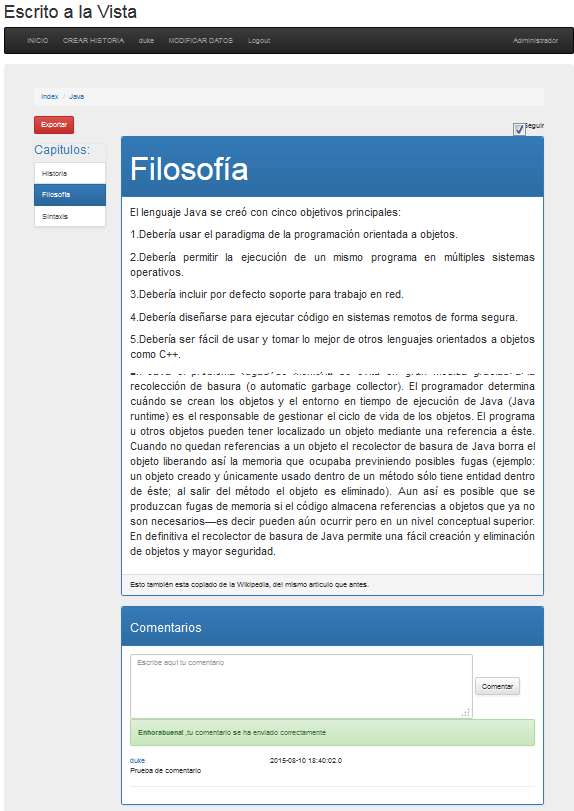 Escrito a la Vista
INICIO CREAR HISTORIA duke MODIFICAR DATOS Logout Administrador
Index / Java
Exportar Seguir
Capítulos:
Historia
Filosofía
Sintaxis
Filosofía
El lenguaje Java se creó con cinco objetivos principales:
1.Debería usar el paradigma de la programación orientada a objetos.
2.Debería permitir la ejecución de un mismo programa en múltiples sistemas
operativos.
3.Debería incluir por defecto soporte para trabajo en red.
4.Debería diseñarse para ejecutar código en sistemas remotos de forma segura.
5.Debería ser fácil de usar y tomar lo mejor de otros lenguajes orientados a objetos
como C++.
recolección de basura (o automatic garbage collector). El programador determina
cuándo se crean los objetos y el entorno en tiempo de ejecución de Java (Java
runtime) es el responsable de gestionar el ciclo de vida de los objetos. El programa
u otros objetos pueden tener localizado un objeto mediante una referencia a éste.
Cuando no quedan referencias a un objeto el recolector de basura de Java borra el
objeto liberando así la memoria que ocupaba previniendo posibles fugas (ejemplo:
un objeto creado y únicamente usado dentro de un método sólo tiene entidad dentro
de éste; al salir del método el objeto es eliminado). Aun así es posible que se
produzcan fugas de memoria si el código almacena referencias a objetos que ya no
son necesarios—es decir pueden aún ocurrir pero en un nivel conceptual superior.
En definitiva el recolector de basura de Java permite una fácil creación y eliminación
de objetos y mayor seguridad.
Esto también esta copiado de la Wikipedia, del mismo articulo que antes.
Comentarios
Escribe aquí tu comentario
Comentar
Enhorabuena! ,tu comentario se ha enviado correctamente
duke 2015-08-10 18:40:02.0
Prueba de comentario